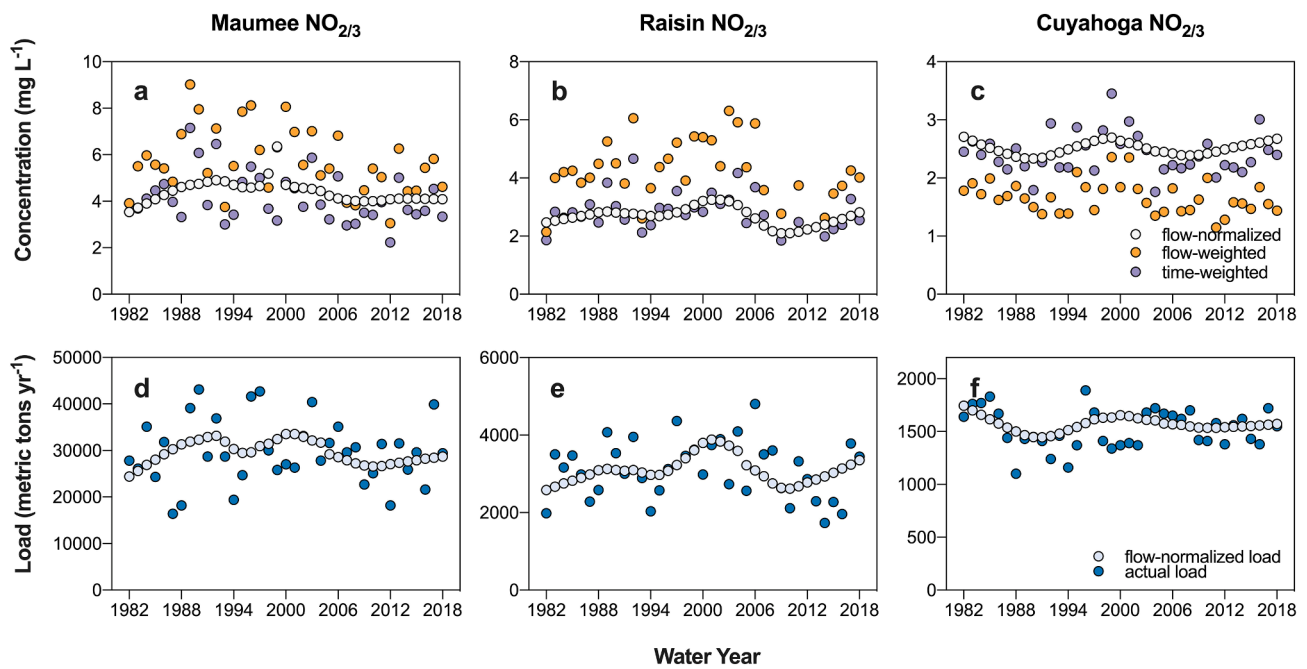 Maumee NO2/3 Raisin NO2/3 Cuyahoga NO2/3
Concentration (mg L-1)
10
8
6
4
2
0
a
1982 1988 1994 2000 2006 2012 2018
8
6
4
2
0
b
1982 1988 1994 2000 2006 2012 2018
4
3
2
1
0
c
flow-normalized
flow-weighted
time-weighted
1982 1988 1994 2000 2006 2012 2018
Load (metric tons yr-1)
50000
40000
30000
20000
10000
0
d
1982 1988 1994 2000 2006 2012 2018
6000
4000
2000
0
e
1982 1988 1994 2000 2006 2012 2018
2000
1500
1000
500
0
f
flow-normalized load
actual load
1982 1988 1994 2000 2006 2012 2018
Water Year